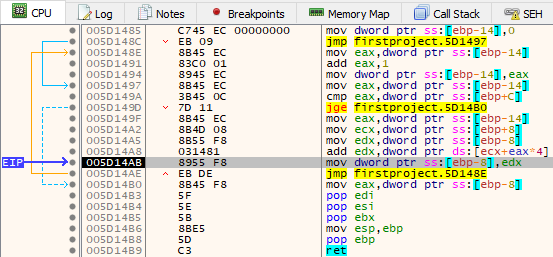 CPU Log Notes Breakpoints Memory Map Call Stack SEH
005D1485 C745 EC 00000000 mov dword ptr ss:[ebp-14],0
005D148C EB 09 jmp firstproject.5D1497
005D148E 8B45 EC mov eax,dword ptr ss:[ebp-14]
005D1491 83C0 01 add eax,1
005D1494 8945 EC mov dword ptr ss:[ebp-14],eax
005D1497 8B45 EC mov eax,dword ptr ss:[ebp-14]
005D149A 3B45 0C cmp eax,dword ptr ss:[ebp+C]
005D149D 7D 11 jge firstproject.5D14B0
005D149F 8B45 EC mov eax,dword ptr ss:[ebp-14]
005D14A2 8B4D 08 mov ecx,dword ptr ss:[ebp+8]
005D14A5 8B55 F8 mov edx,dword ptr ss:[ebp-8]
005D14A8 031481 add edx,dword ptr ds:[ecx+eax*4]
EIP 005D14AB 8955 F8 mov dword ptr ss:[ebp-8],edx
005D14AE EB DE jmp firstproject.5D148E
005D14B0 8B45 F8 mov eax,dword ptr ss:[ebp-8]
005D14B3 5F pop edi
005D14B4 5E pop esi
005D14B5 5B pop ebx
005D14B6 8BE5 mov esp,ebp
005D14B8 5D pop ebp
005D14B9 C3 ret